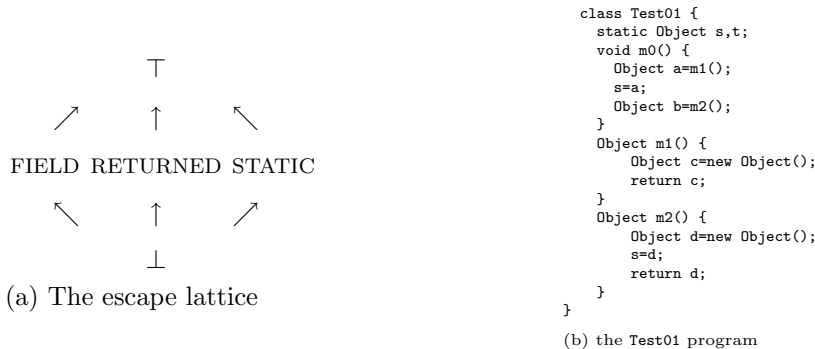 ⊤
FIELD RETURNED STATIC
⊥
(a) The escape lattice
class Test01 {
static Object s,t;
void m0() {
Object a=m1();
s=a;
Object b=m2();
}
Object m1() {
Object c=new Object();
return c;
}
Object m2() {
Object d=new Object();
s=d;
return d;
}
}
(b) the Test01 program